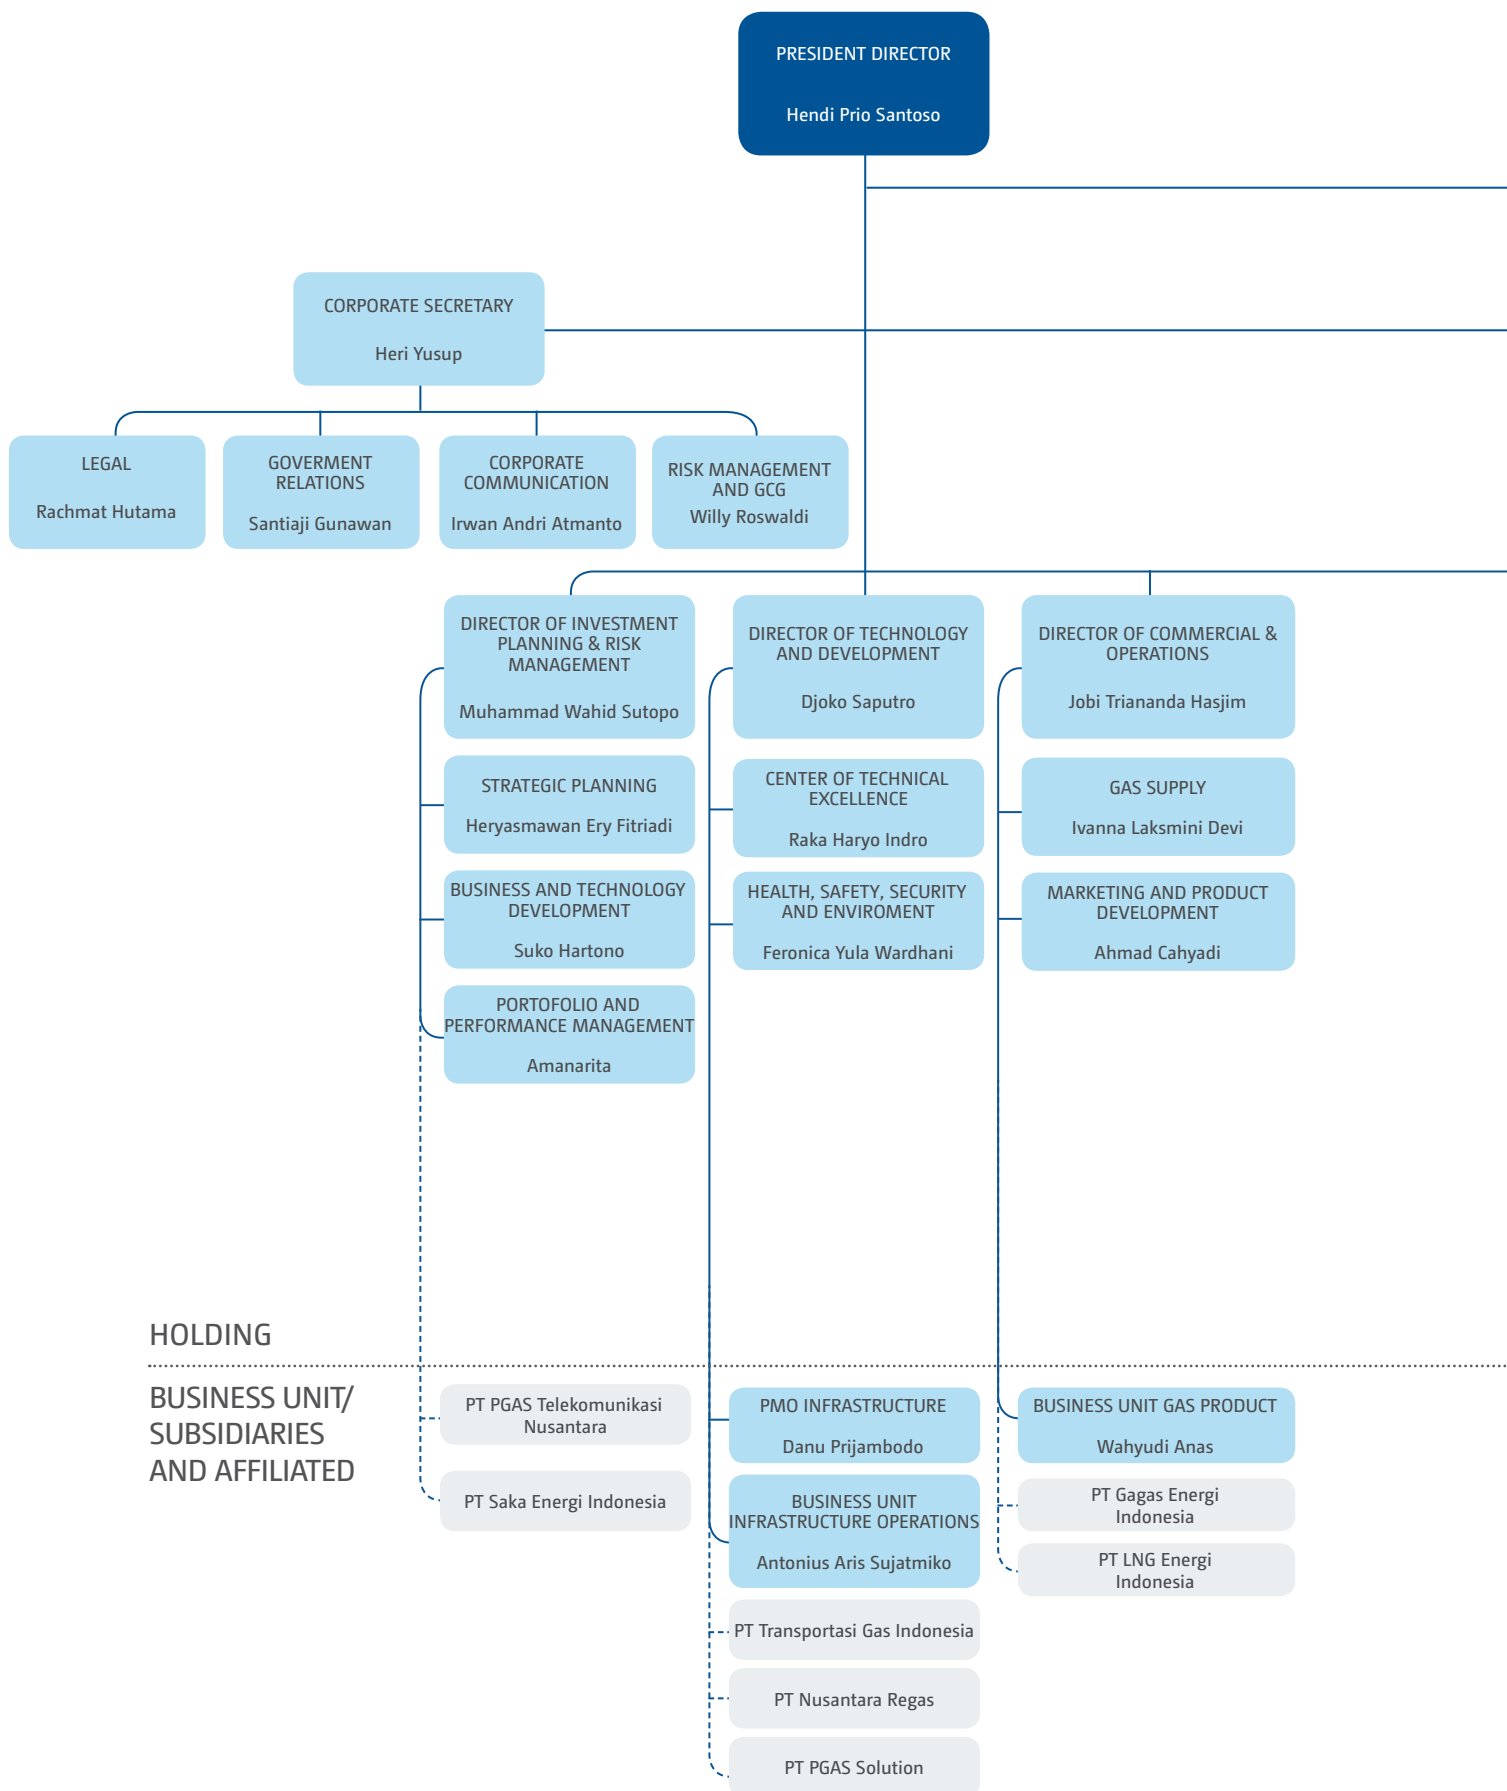 PRESIDENT DIRECTOR
Hendi Prio Santoso
CORPORATE SECRETARY
Heri Yusup
LEGAL
Rachmat Hutama
GOVERMENT
RELATIONS
Santiaji Gunawan
CORPORATE
COMMUNICATION
Irwan Andri Atmanto
RISK MANAGEMENT
AND GCG
Willy Roswaldi
DIRECTOR OF INVESTMENT
PLANNING & RISK
MANAGEMENT
Muhammad Wahid Sutopo
STRATEGIC PLANNING
Heryasmawan Ery Fitriadi
BUSINESS AND TECHNOLOGY
DEVELOPMENT
Suko Hartono
PORTOFOLIO AND
PERFORMANCE MANAGEMENT
Amanarita
DIRECTOR OF TECHNOLOGY
AND DEVELOPMENT
Djoko Saputro
CENTER OF TECHNICAL
EXCELLENCE
Raka Haryo Indro
HEALTH, SAFETY, SECURITY
AND ENVIROMENT
Feronica Yula Wardhani
DIRECTOR OF COMMERCIAL &
OPERATIONS
Jobi Triananda Hasjim
GAS SUPPLY
Ivanna Laksmini Devi
MARKETING AND PRODUCT
DEVELOPMENT
Ahmad Cahyadi
HOLDING
BUSINESS UNIT/
SUBSIDIARIES
AND AFFILIATED
PT PGAS Telekomunikasi
Nusantara
PT Saka Energi Indonesia
PMO INFRASTRUCTURE
Danu Prijambodo
BUSINESS UNIT
INFRASTRUCTURE OPERATIONS
Antonius Aris Sujatmiko
PT Transportasi Gas Indonesia
PT Nusantara Regas
PT PGAS Solution
BUSINESS UNIT GAS PRODUCT
Wahyudi Anas
PT Gagas Energi
Indonesia
PT LNG Energi
Indonesia